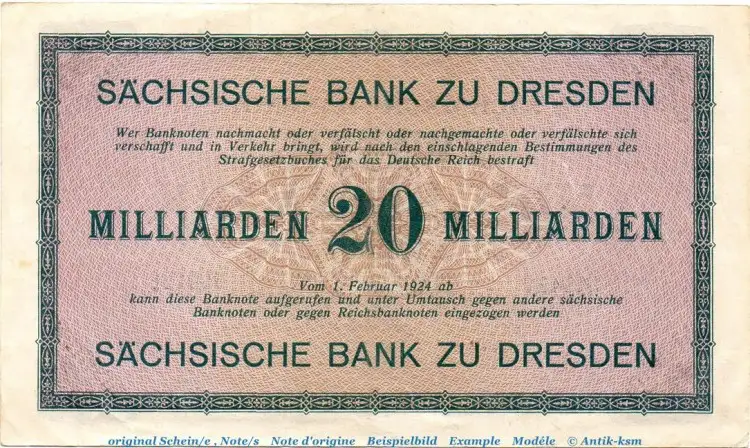 SÄCHSISCHE BANK ZU DRESDEN
Wer Banknoten nachmacht oder verfälscht oder nachgemachte oder verfälschte sich
verschafft und in Verkehr bringt, wird nach den einschlagenden Bestimmungen des
Strafgesetzbuches für das Deutsche Reich bestraft
MILLIARDEN 20 MILLIARDEN
Vom 1. Februar 1924 ab
kann diese Banknote aufgerufen und unter Umtausch gegen andere sächsische
Banknoten oder gegen Reichsbanknoten eingezogen werden
SÄCHSISCHE BANK ZU DRESDEN
original Schein/e . Note/s Note d'origine Beispielbild Example Modéle © Antik-ksm